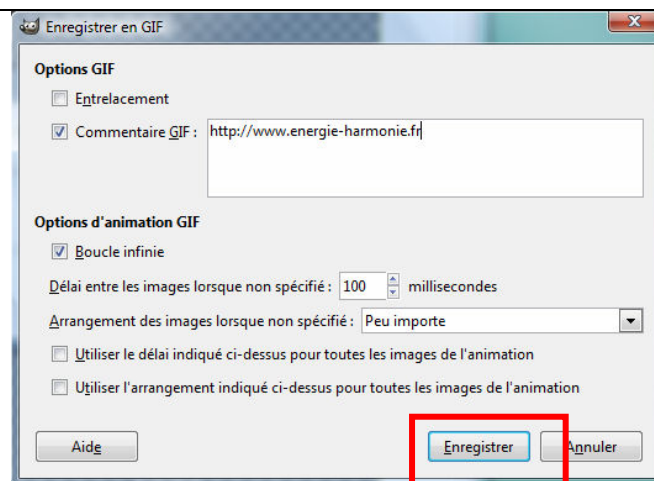 Enregistrer en GIF
Options GIF
Entrelacement
Commentaire GIF : http://www.energie-harmonie.fr
Options d'animation GIF
Boucle infinie
Délai entre les images lorsque non spécifié : 100 millisecondes
Arrangement des images lorsque non spécifié : Peu importe
Utiliser le délai indiqué ci-dessus pour toutes les images de l'animation
Utiliser l'arrangement indiqué ci-dessus pour toutes les images de l'animation
Aide Enregistrer Annuler